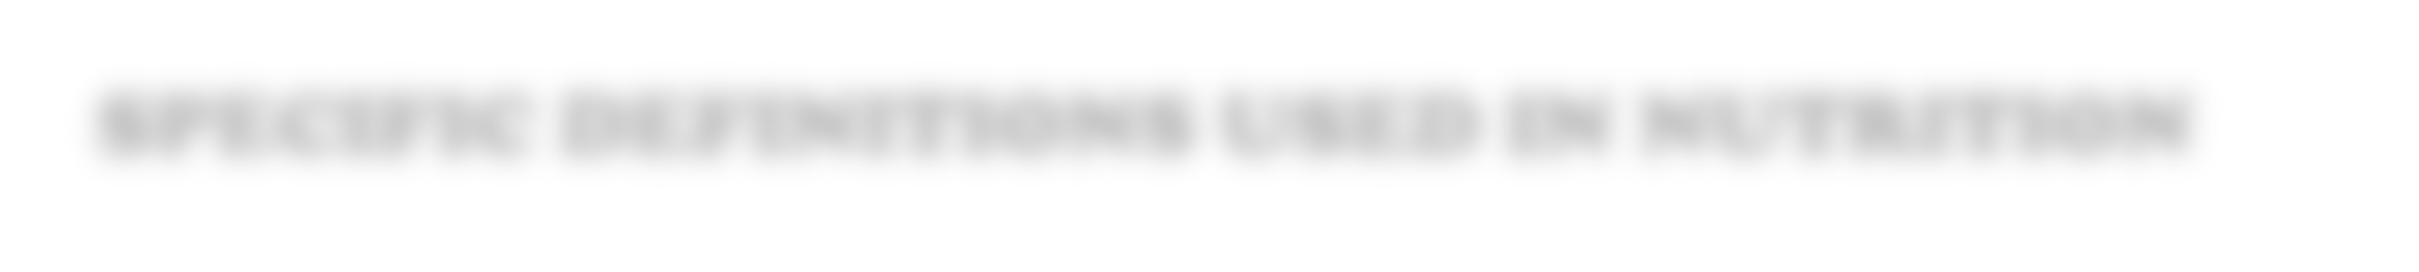 SPECIFIC DEFINITIONS USED IN NUTRITION